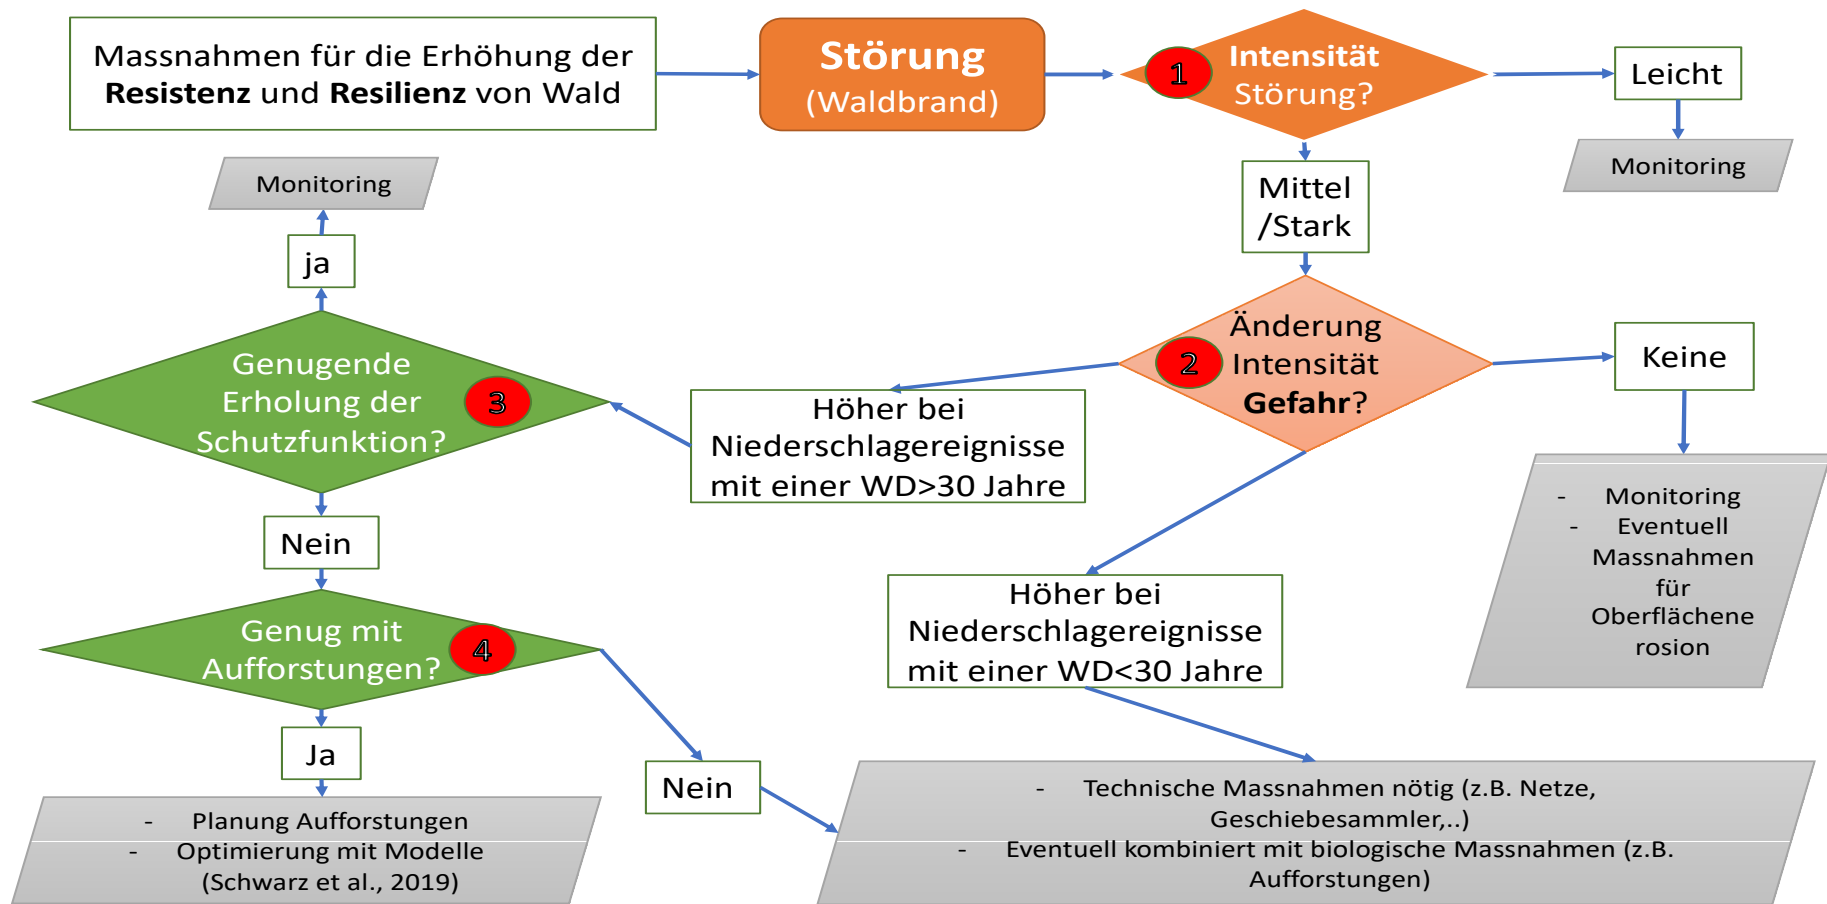 Massnahmen für die Erhöhung der
Resistenz und Resilienz von Wald
Störung
(Waldbrand)
1
Intensität
Störung?
Leicht
Monitoring
Mittel
/Stark
Monitoring
ja
Änderung
Intensität
Gefahr?
2
Keine
Genugende
Erholung der
Schutzfunktion?
3
Höher bei
Niederschlagereignisse
mit einer WD>30 Jahre
- Monitoring
- Eventuell
Massnahmen
für
Oberflächene
rosion
Nein
Höher bei
Niederschlagereignisse
mit einer WD<30 Jahre
Genug mit
Aufforstungen?
4
Ja
Nein
- Planung Aufforstungen
- Optimierung mit Modelle
(Schwarz et al., 2019)
- Technische Massnahmen nötig (z.B. Netze,
Geschiebesammler,..)
- Eventuell kombiniert mit biologische Massnahmen (z.B.
Aufforstungen)